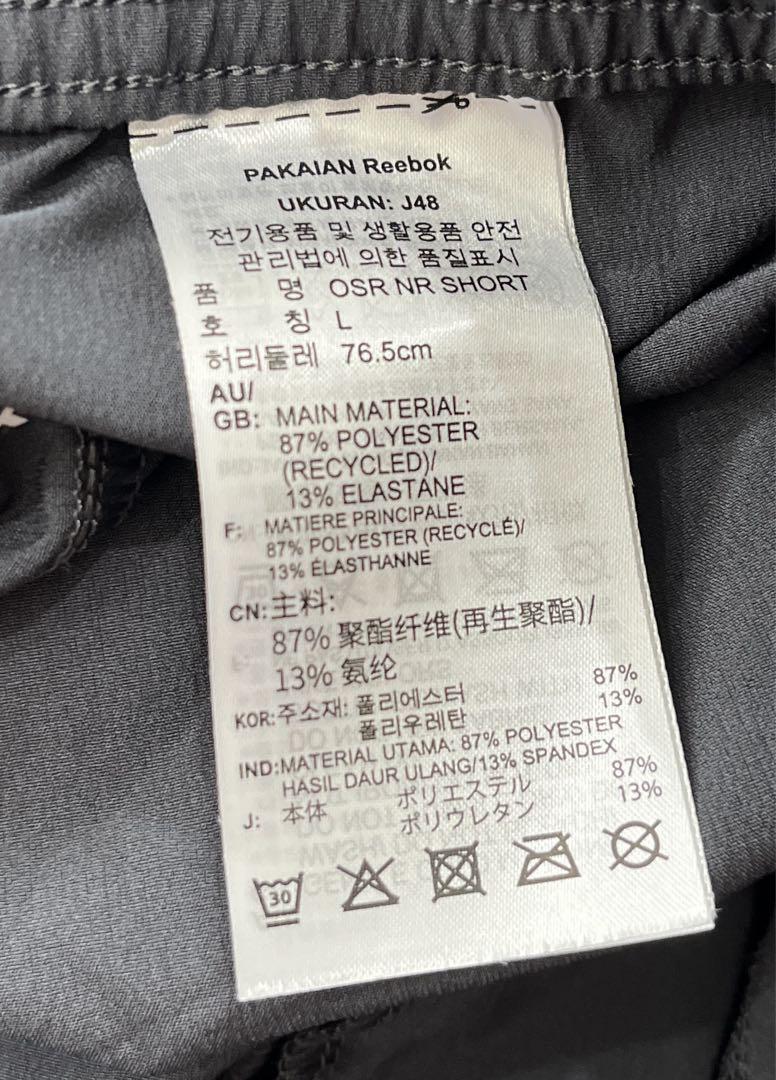 PAKAIAN Reebok
UKURAN: J48
전기용품 및 생활용품 안전
관리법에 의한 품질표시
품 명 OSR NR SHORT
호 칭 L
허리둘레 76.5cm
AU/
GB: MAIN MATERIAL:
87% POLYESTER
(RECYCLED)/
13% ELASTANE
F: MATIERE PRINCIPALE:
87% POLYESTER (RECYCLÉ)/
13% ÉLASTHANNE
CN:主料:
87% 聚酯纤维(再生聚酯)/
13% 氨纶
KOR:주소재: 폴리에스터 87%
폴리우레탄 13%
IND:MATERIAL UTAMA: 87% POLYESTER
HASIL DAUR ULANG/13% SPANDEX
J: 本体 ポリエステル 87%
ポリウレタン 13%
30